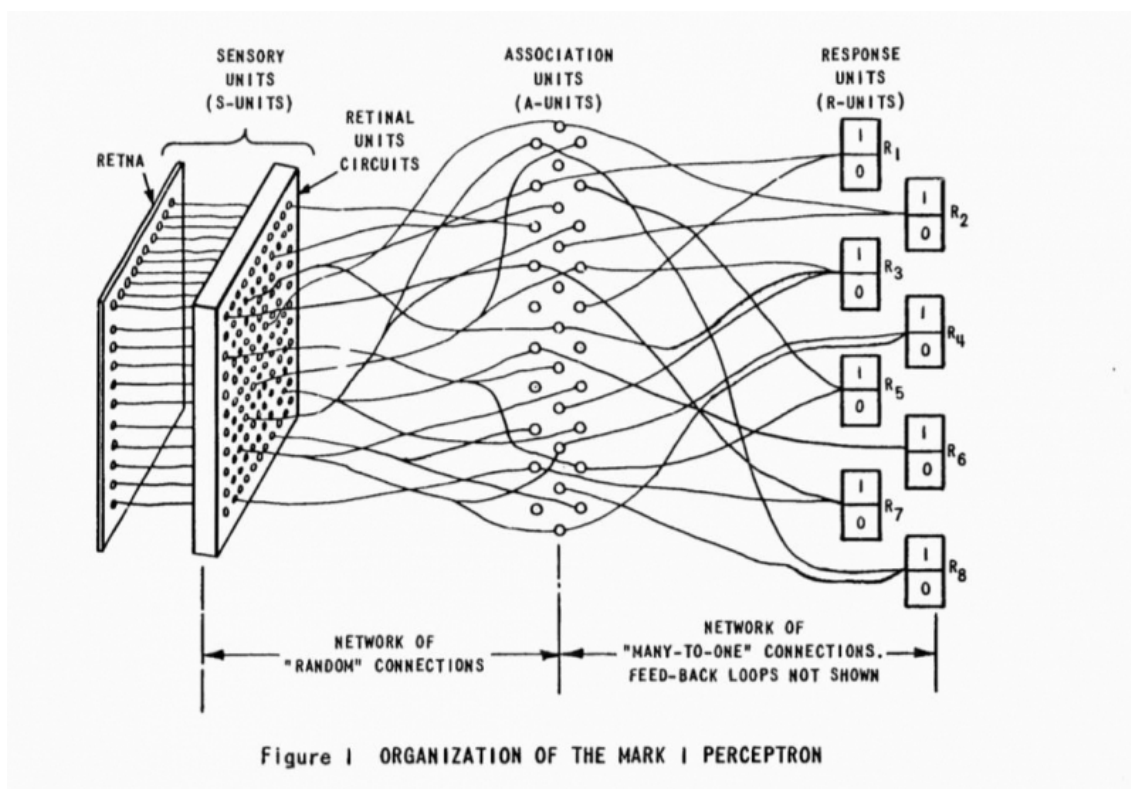 SENSORY
UNITS
(S-UNITS)
ASSOCIATION
UNITS
(A-UNITS)
RESPONSE
UNITS
(R-UNITS)
RETNA
RETINAL
UNITS
CIRCUITS
1
0
R1
1
0
R2
1
0
R3
1
0
R4
1
0
R5
1
0
R6
1
0
R7
1
0
R8
NETWORK OF
"RANDOM" CONNECTIONS
NETWORK OF
"MANY-TO-ONE" CONNECTIONS.
FEED-BACK LOOPS NOT SHOWN
Figure 1 ORGANIZATION OF THE MARK 1 PERCEPTRON